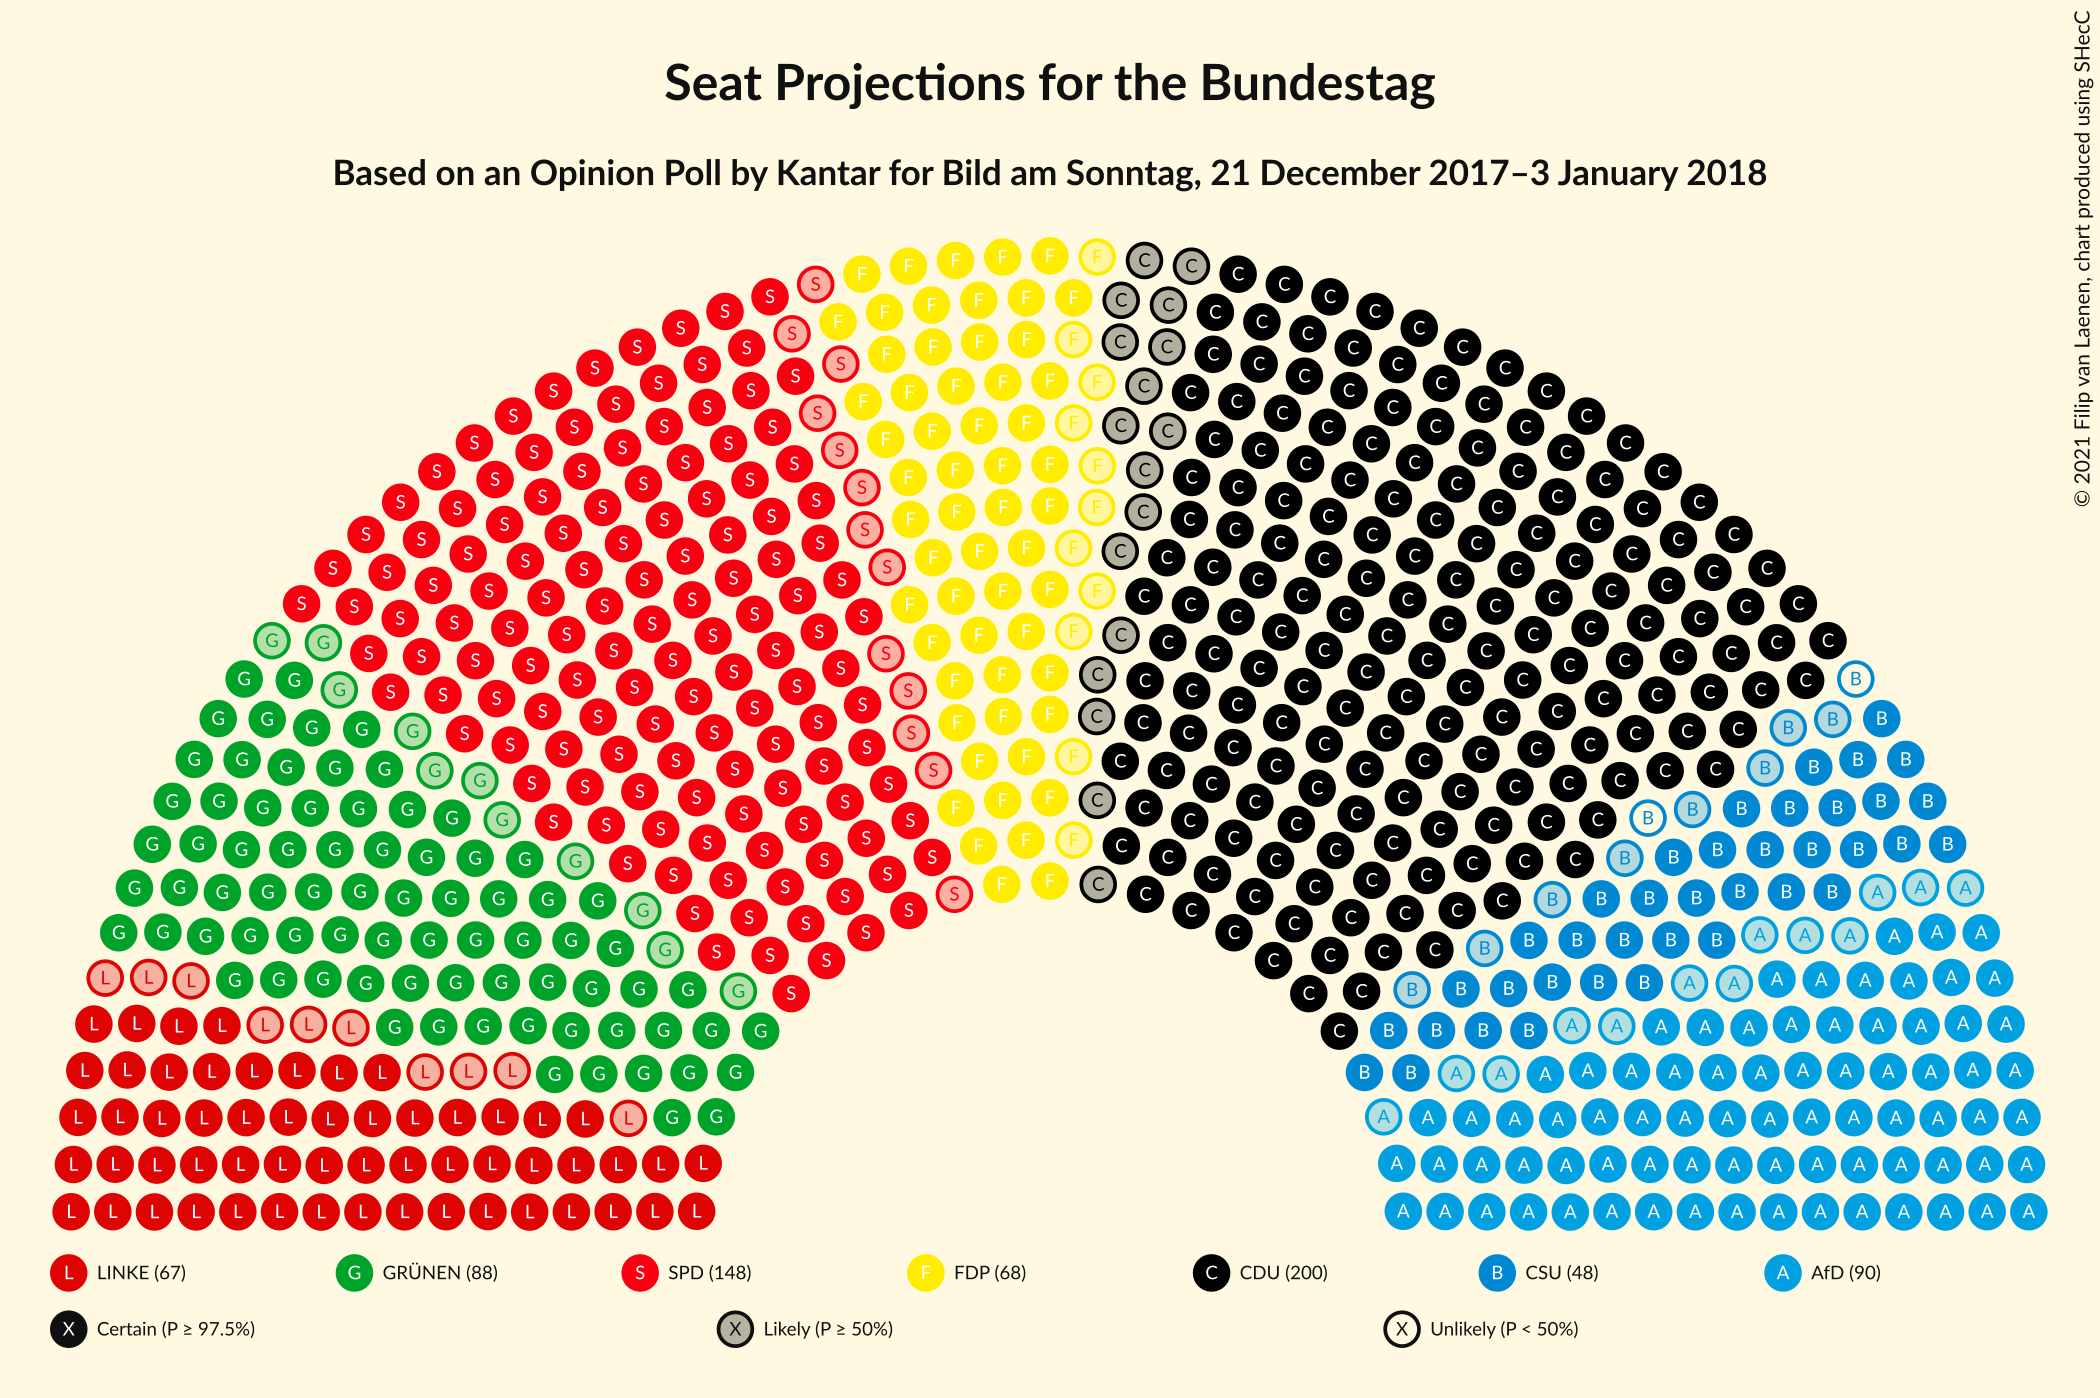 Seat Projections for the Bundestag
Based on an Opinion Poll by Kantar for Bild am Sonntag, 21 December 2017–3 January 2018
© 2021 Filip van Laenen, chart produced using SHecC
L LINKE (67)
G GRÜNEN (88)
S SPD (148)
F FDP (68)
C CDU (200)
B CSU (48)
A AfD (90)
X Certain (P ≥ 97.5%)
X Likely (P ≥ 50%)
X Unlikely (P < 50%)